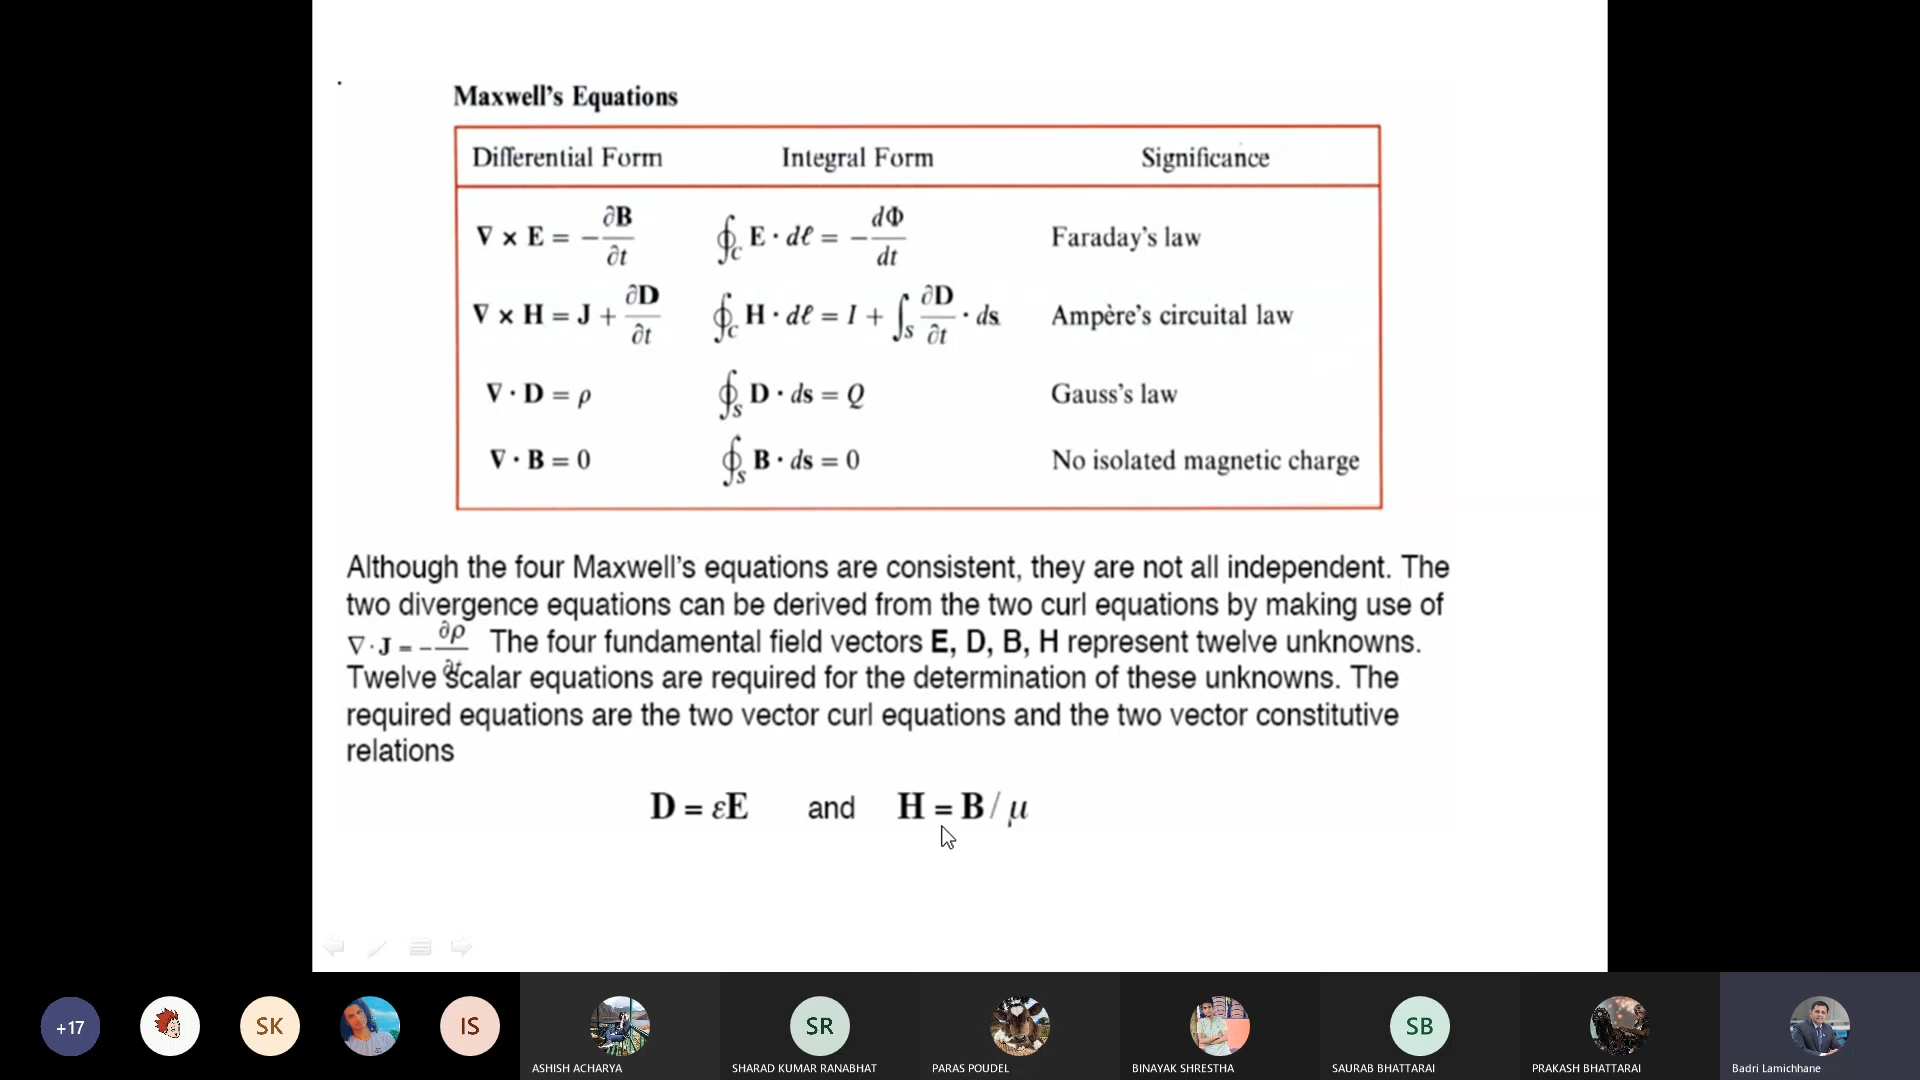 Maxwell's Equations
Differential Form Integral Form Significance
∇ × E = −∂B/∂t ∮c E · dℓ = −dΦ/dt Faraday's law
∇ × H = J + ∂D/∂t ∮c H · dℓ = I + ∫s ∂D/∂t · ds Ampère's circuital law
∇ · D = ρ ∮s D · ds = Q Gauss's law
∇ · B = 0 ∮s B · ds = 0 No isolated magnetic charge
Although the four Maxwell's equations are consistent, they are not all independent. The
two divergence equations can be derived from the two curl equations by making use of
∇ · J = −∂ρ/∂t The four fundamental field vectors E, D, B, H represent twelve unknowns.
Twelve scalar equations are required for the determination of these unknowns. The
required equations are the two vector curl equations and the two vector constitutive
relations
D = εE and H = B/ μ
+17 SK IS SR SB
ASHISH ACHARYA SHARAD KUMAR RANABHAT PARAS POUDEL BINAYAK SHRESTHA SAURAB BHATTARAI PRAKASH BHATTARAI Badri Lamichhane